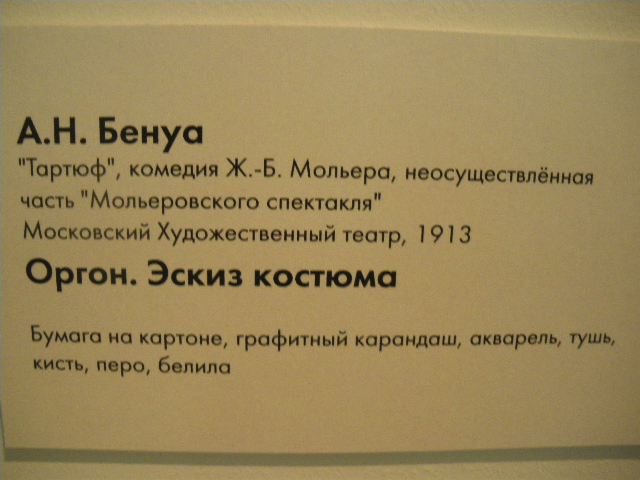 А.Н. Бенуа
"Тартюф", комедия Ж.-Б. Мольера, неосуществлённая
часть "Мольеровского спектакля"
Московский Художественный театр, 1913
Оргон. Эскиз костюма
Бумага на картоне, графитный карандаш, акварель, тушь,
кисть, перо, белила